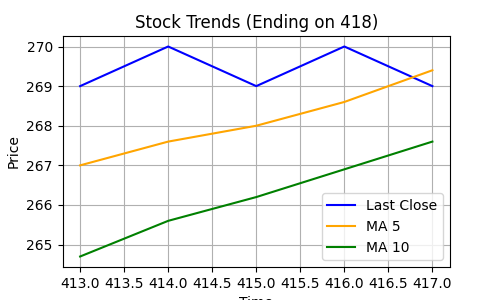 Stock Trends (Ending on 418)
270
269
268
267
266
265
Price
Last Close
MA 5
MA 10
413.0 413.5 414.0 414.5 415.0 415.5 416.0 416.5 417.0
Time